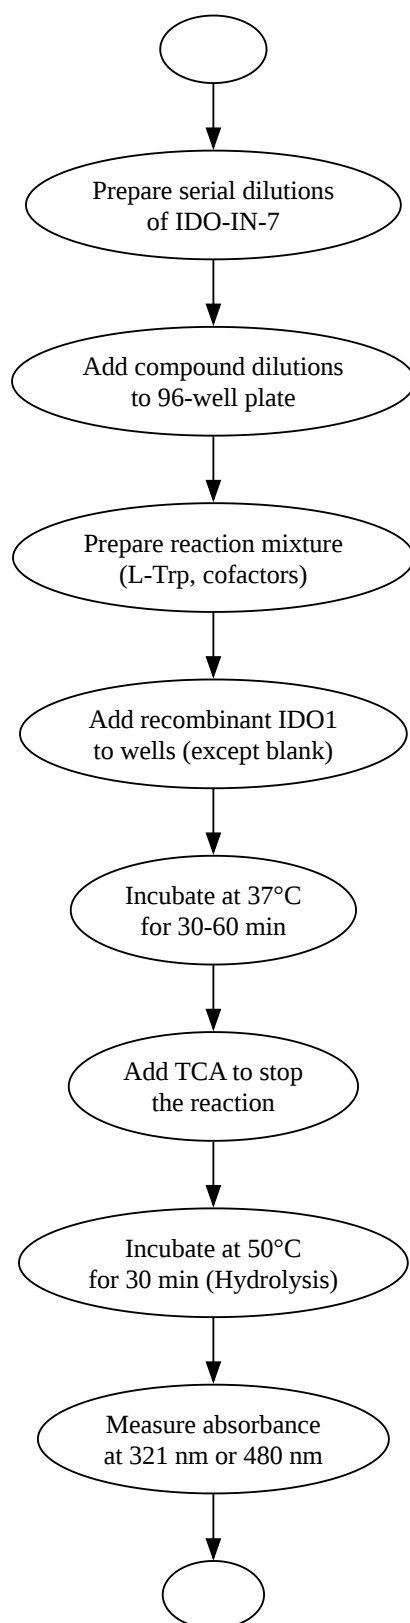 Prepare serial dilutions
of IDO-IN-7
Add compound dilutions
to 96-well plate
Prepare reaction mixture
(L-Trp, cofactors)
Add recombinant IDO1
to wells (except blank)
Incubate at 37°C
for 30-60 min
Add TCA to stop
the reaction
Incubate at 50°C
for 30 min (Hydrolysis)
Measure absorbance
at 321 nm or 480 nm